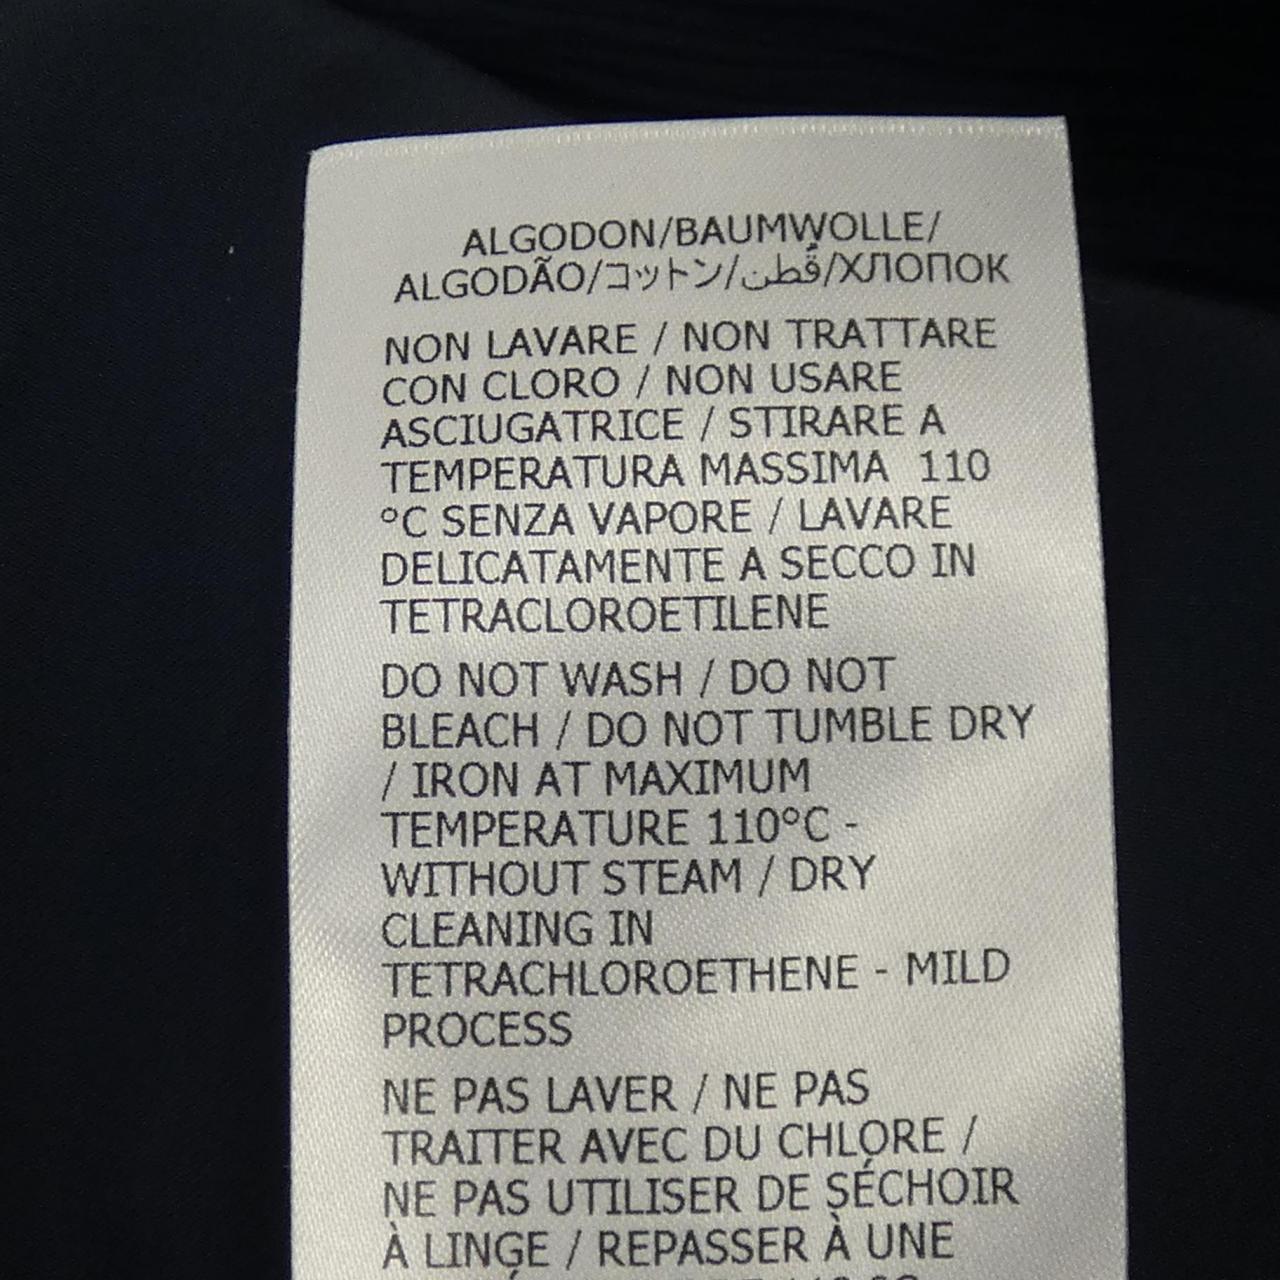 ALGODON/BAUMWOLLE/
ALGODÃO/コットン/قُطن/ХЛОПОК
NON LAVARE / NON TRATTARE
CON CLORO / NON USARE
ASCIUGATRICE / STIRARE A
TEMPERATURA MASSIMA 110
°C SENZA VAPORE / LAVARE
DELICATAMENTE A SECCO IN
TETRACLOROETILENE
DO NOT WASH / DO NOT
BLEACH / DO NOT TUMBLE DRY
/ IRON AT MAXIMUM
TEMPERATURE 110°C -
WITHOUT STEAM / DRY
CLEANING IN
TETRACHLOROETHENE - MILD
PROCESS
NE PAS LAVER / NE PAS
TRAITER AVEC DU CHLORE /
NE PAS UTILISER DE SÉCHOIR
À LINGE / REPASSER À UNE